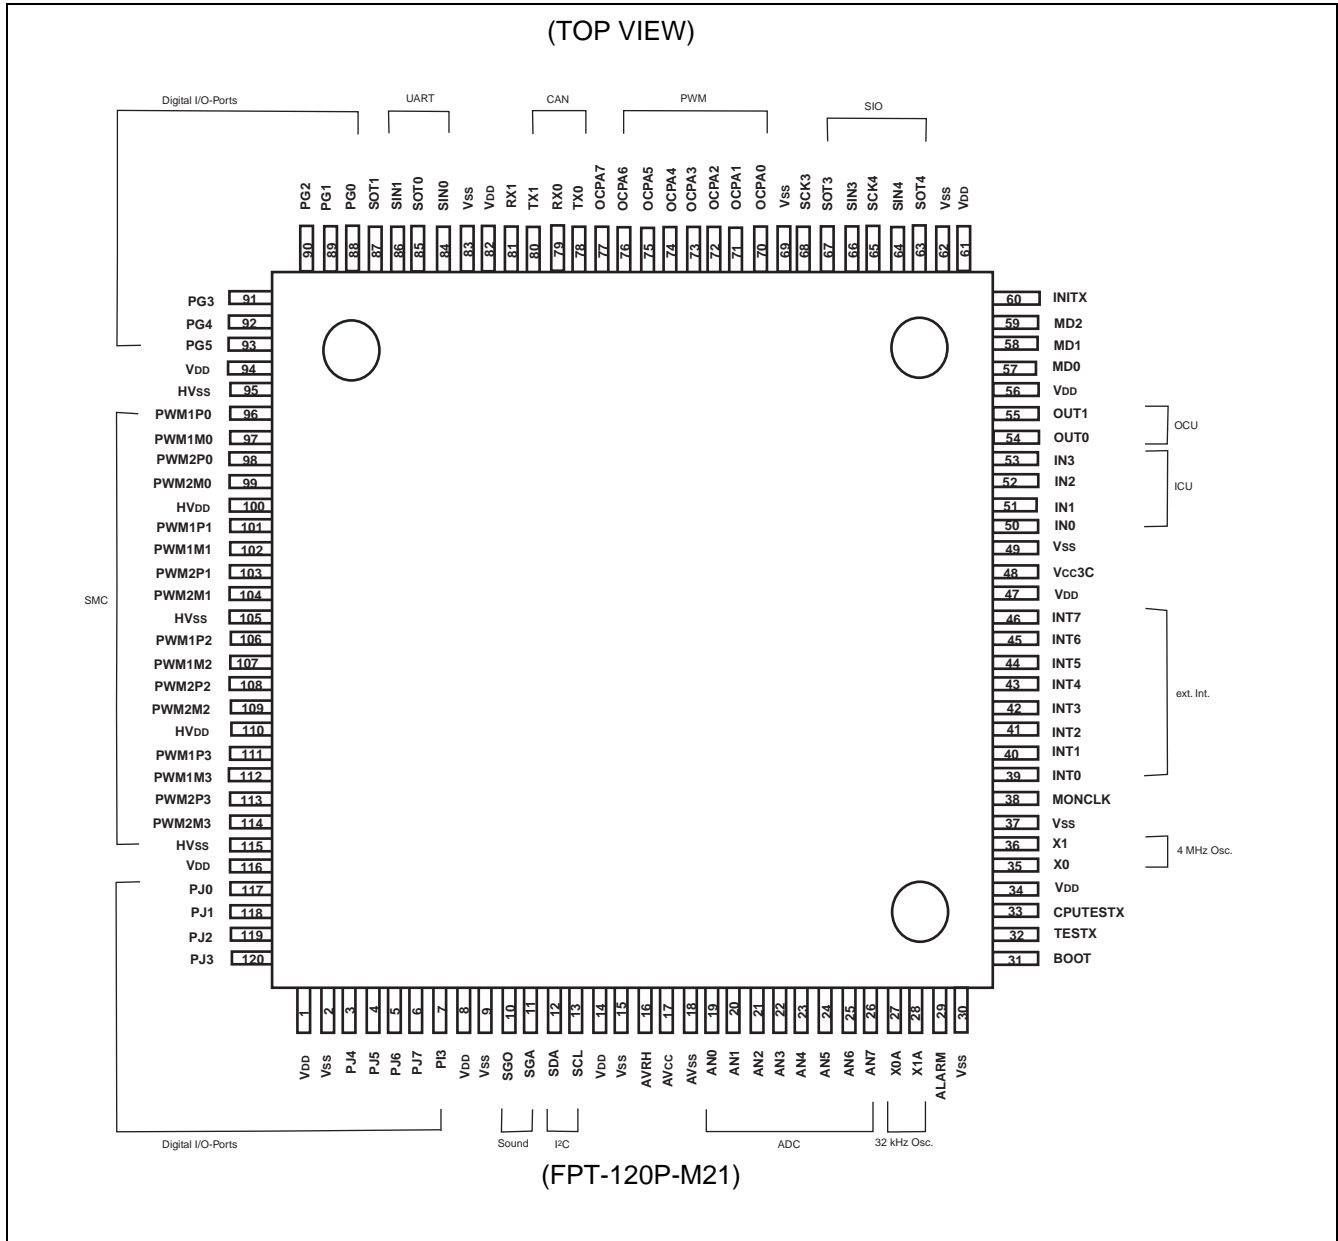 (TOP VIEW)
Digital I/O-Ports
UART
CAN
PWM
SIO
PG2 PG1 PG0 SOT1 SIN1 SOT0 SIN0 VSS VDD RX1 TX1 RX0 TX0 OCPA7 OCPA6 OCPA5 OCPA4 OCPA3 OCPA2 OCPA1 OCPA0 VSS SCK3 SOT3 SIN3 SCK4 SIN4 SOT4 VSS VDD
90 89 88 87 86 85 84 83 82 81 80 79 78 77 76 75 74 73 72 71 70 69 68 67 66 65 64 63 62 61
PG3 91
PG4 92
PG5 93
VDD 94
HVSS 95
PWM1P0 96
PWM1M0 97
PWM2P0 98
PWM2M0 99
HVDD 100
PWM1P1 101
PWM1M1 102
PWM2P1 103
PWM2M1 104
SMC
HVSS 105
PWM1P2 106
PWM1M2 107
PWM2P2 108
PWM2M2 109
HVDD 110
PWM1P3 111
PWM1M3 112
PWM2P3 113
PWM2M3 114
HVSS 115
VDD 116
PJ0 117
PJ1 118
PJ2 119
PJ3 120
60 INITX
59 MD2
58 MD1
57 MD0
56 VDD
55 OUT1
OCU
54 OUT0
53 IN3
52 IN2
ICU
51 IN1
50 IN0
49 VSS
48 VCC3C
47 VDD
46 INT7
45 INT6
44 INT5
43 INT4
ext. Int.
42 INT3
41 INT2
40 INT1
39 INT0
38 MONCLK
37 VSS
36 X1
4 MHz Osc.
35 X0
34 VDD
33 CPUTESTX
32 TESTX
31 BOOT
1 2 3 4 5 6 7 8 9 10 11 12 13 14 15 16 17 18 19 20 21 22 23 24 25 26 27 28 29 30
VDD VSS PJ4 PJ5 PJ6 PJ7 PI3 VDD VSS SGO SGA SDA SCL VDD VSS AVRH AVCC AVSS AN0 AN1 AN2 AN3 AN4 AN5 AN6 AN7 X0A X1A ALARM VSS
Digital I/O-Ports
Sound
I²C
ADC
32 kHz Osc.
(FPT-120P-M21)